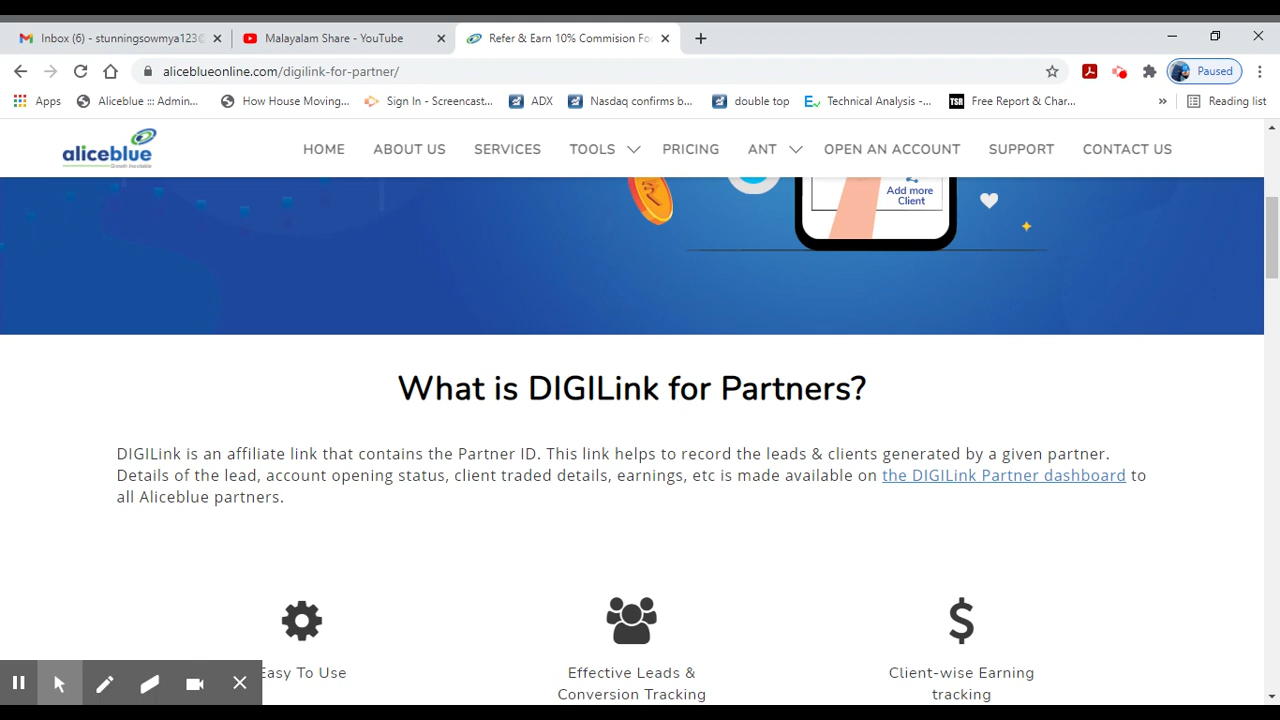 Inbox (6) - stunningsowmya123@
Malayalam Share - YouTube
Refer & Earn 10% Commision Fo
aliceblueonline.com/digilink-for-partner/
Paused
Apps
Aliceblue ::: Admin...
How House Moving...
Sign In - Screencast...
ADX
Nasdaq confirms b...
double top
Technical Analysis -...
TSR
Free Report & Char...
»
Reading list
aliceblue
HOME
ABOUT US
SERVICES
TOOLS
PRICING
ANT
OPEN AN ACCOUNT
SUPPORT
CONTACT US
Add more
Client
What is DIGILink for Partners?
DIGILink is an affiliate link that contains the Partner ID. This link helps to record the leads & clients generated by a given partner.
Details of the lead, account opening status, client traded details, earnings, etc is made available on the DIGILink Partner dashboard to
all Aliceblue partners.
Easy To Use
Effective Leads &
Conversion Tracking
Client-wise Earning
tracking